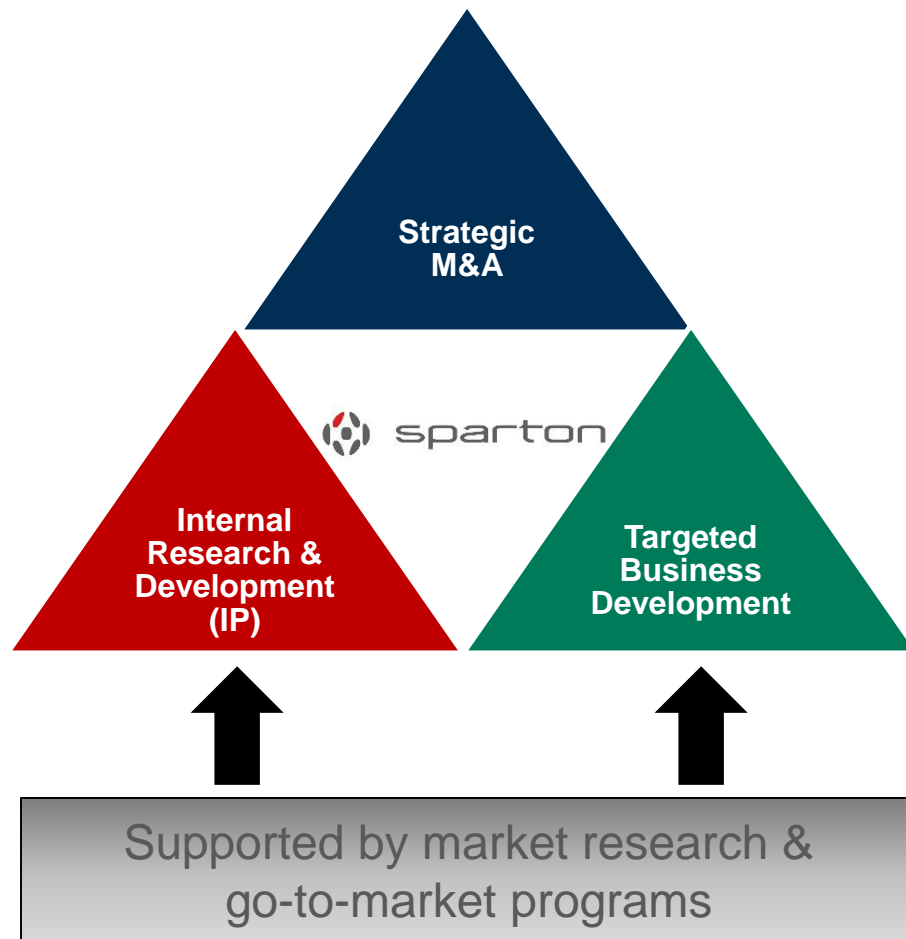 Strategic
M&A
sparton
Internal
Research &
Development
(IP)
Targeted
Business
Development
Supported by market research &
go-to-market programs